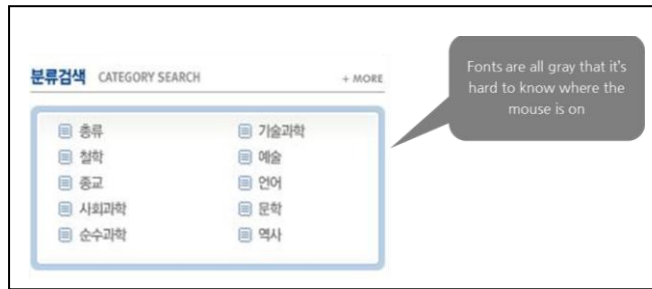 분류검색 CATEGORY SEARCH + MORE
총류 기술과학
철학 예술
종교 언어
사회과학 문학
순수과학 역사
Fonts are all gray that it's
hard to know where the
mouse is on